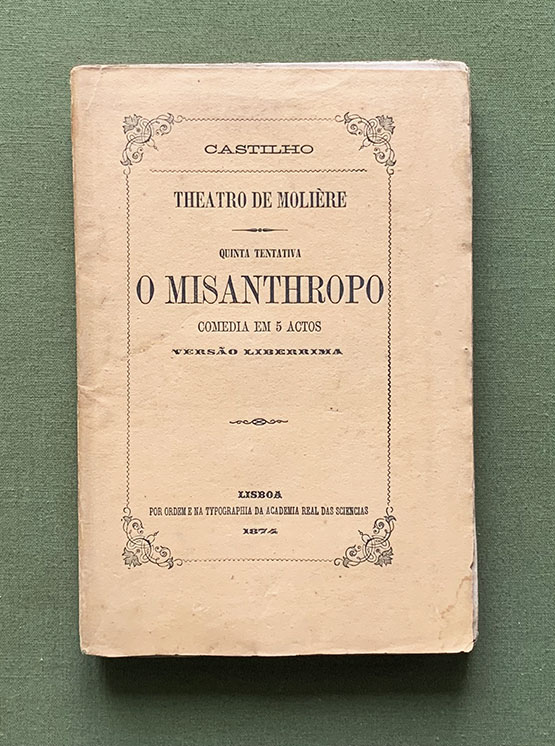 CASTILHO
THEATRO DE MOLIÈRE
QUINTA TENTATIVA
O MISANTHROPO
COMEDIA EM 5 ACTOS
VERSÃO LIBERRIMA
LISBOA
POR ORDEM E NA TYPOGRAPHIA DA ACADEMIA REAL DAS SCIENCIAS
1874